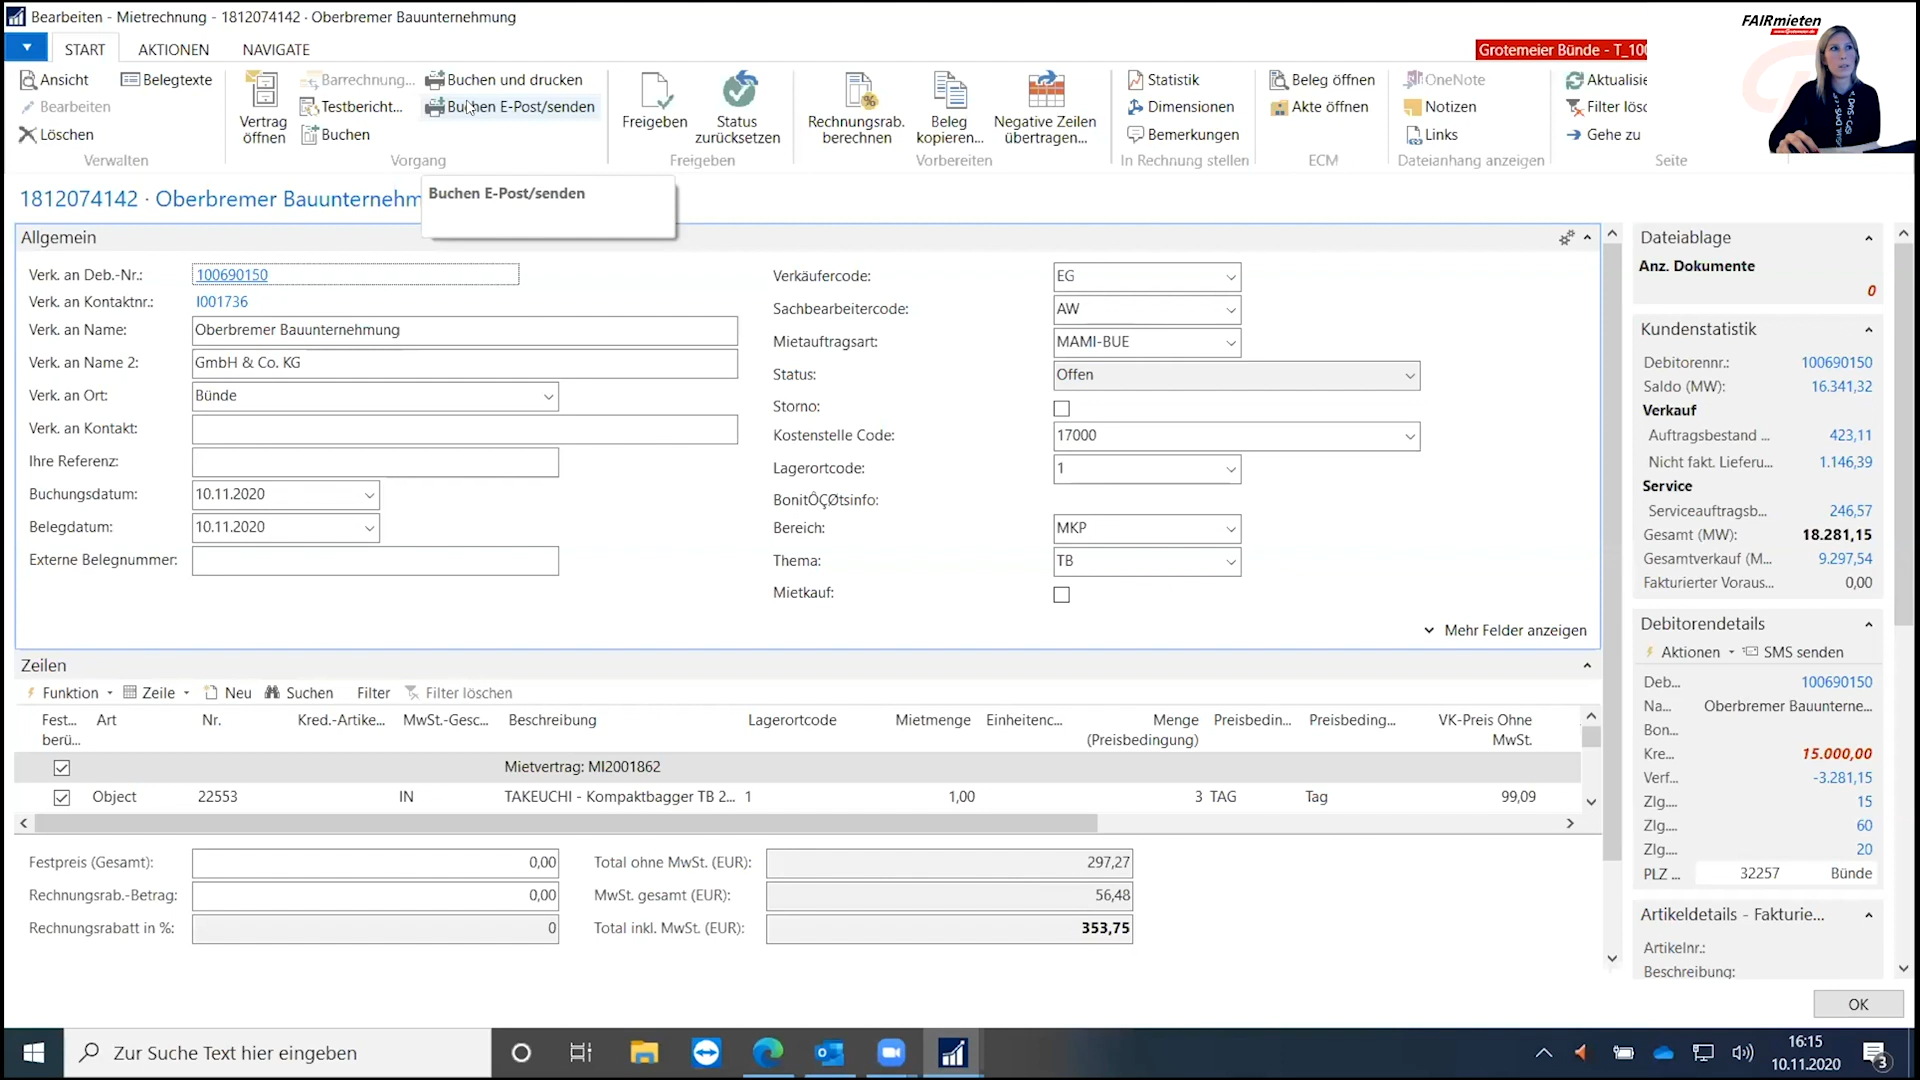 Bearbeiten - Mietrechnung - 1812074142 · Oberbremer Bauunternehmung
START AKTIONEN NAVIGATE
Grotemeier Bünde - T_100
FAIRmieten
Ansicht Belegtexte
Bearbeiten
Löschen
Verwalten
Vertrag öffnen
Barrechnung...
Testbericht...
Buchen
Buchen und drucken
Buchen E-Post/senden
Vorgang
Freigeben
Status zurücksetzen
Freigeben
Rechnungsrab. berechnen
Beleg kopieren...
Negative Zeilen übertragen...
Vorbereiten
Statistik
Dimensionen
Bemerkungen
In Rechnung stellen
Beleg öffnen
Akte öffnen
ECM
OneNote
Notizen
Links
Dateianhang anzeigen
Aktualisie
Filter lösc
Gehe zu
Seite
1812074142 · Oberbremer Bauunternehm
Buchen E-Post/senden
Allgemein
Verk. an Deb.-Nr.: 100690150
Verk. an Kontaktnr.: I001736
Verk. an Name: Oberbremer Bauunternehmung
Verk. an Name 2: GmbH & Co. KG
Verk. an Ort: Bünde
Verk. an Kontakt:
Ihre Referenz:
Buchungsdatum: 10.11.2020
Belegdatum: 10.11.2020
Externe Belegnummer:
Verkäufercode: EG
Sachbearbeitercode: AW
Mietauftragsart: MAMI-BUE
Status: Offen
Storno:
Kostenstelle Code: 17000
Lagerortcode: 1
BonitÔÇØtsinfo:
Bereich: MKP
Thema: TB
Mietkauf:
Mehr Felder anzeigen
Zeilen
Funktion Zeile Neu Suchen Filter Filter löschen
Fest... berü... Art Nr. Kred.-Artike... MwSt.-Gesc... Beschreibung Lagerortcode Mietmenge Einheitenc... Menge (Preisbedingung) Preisbedin... Preisbeding... VK-Preis Ohne MwSt.
Mietvertrag: MI2001862
Object 22553 IN TAKEUCHI - Kompaktbagger TB 2... 1 1,00 3 TAG Tag 99,09
Festpreis (Gesamt): 0,00 Total ohne MwSt. (EUR): 297,27
Rechnungsrab.-Betrag: 0,00 MwSt. gesamt (EUR): 56,48
Rechnungsrabatt in %: 0 Total inkl. MwSt. (EUR): 353,75
Dateiablage
Anz. Dokumente
0
Kundenstatistik
Debitorennr.: 100690150
Saldo (MW): 16.341,32
Verkauf
Auftragsbestand ... 423,11
Nicht fakt. Lieferu... 1.146,39
Service
Serviceauftragsb... 246,57
Gesamt (MW): 18.281,15
Gesamtverkauf (M... 9.297,54
Fakturierter Voraus... 0,00
Debitorendetails
Aktionen SMS senden
Deb... 100690150
Na... Oberbremer Bauunterne...
Bon...
Kre... 15.000,00
Verf... -3.281,15
Zlg.... 15
Zlg.... 60
Zlg.... 20
PLZ ... 32257 Bünde
Artikeldetails - Fakturie...
Artikelnr.:
Beschreibung:
OK
Zur Suche Text hier eingeben
16:15
10.11.2020
3